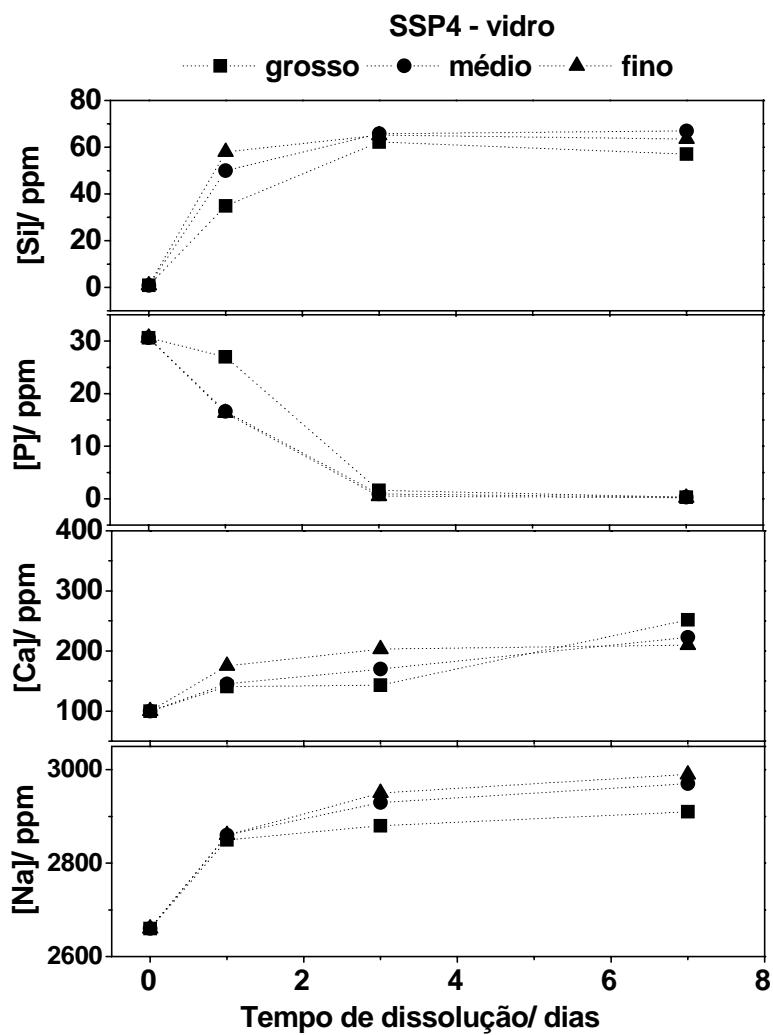 SSP4 - vidro
grosso médio fino
80
60
40
20
0
[Si]/ ppm
30
20
10
0
[P]/ ppm
400
300
200
100
[Ca]/ ppm
3000
2800
2600
[Na]/ ppm
0 2 4 6 8
Tempo de dissolução/ dias